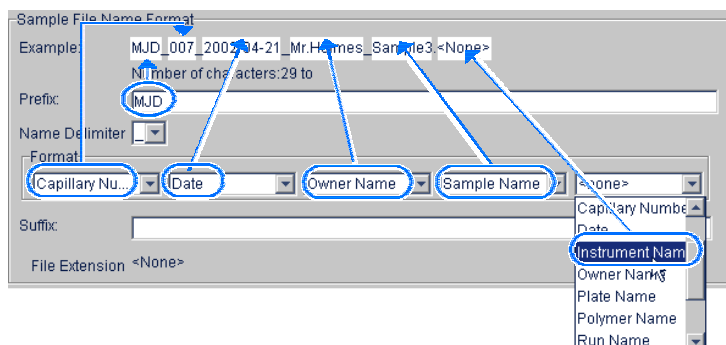 Sample File Name Format
Example: MJD_007_2002-04-21_Mr.Holmes_Sample3.<None>
Number of characters:29 to
Prefix: MJD
Name Delimiter _
Format
Capillary Nu... Date Owner Name Sample Name <none>
Capillary Numbe
Date
Suffix:
Instrument Nam
File Extension <None>
Owner Name
Plate Name
Polymer Name
Run Name